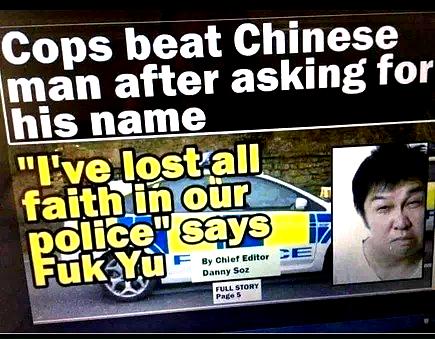 Cops beat Chinese
man after asking for
his name
"I've lost all
faith in our
police" says
Fuk Yu
By Chief Editor
Danny Soz
FULL STORY
Page 5